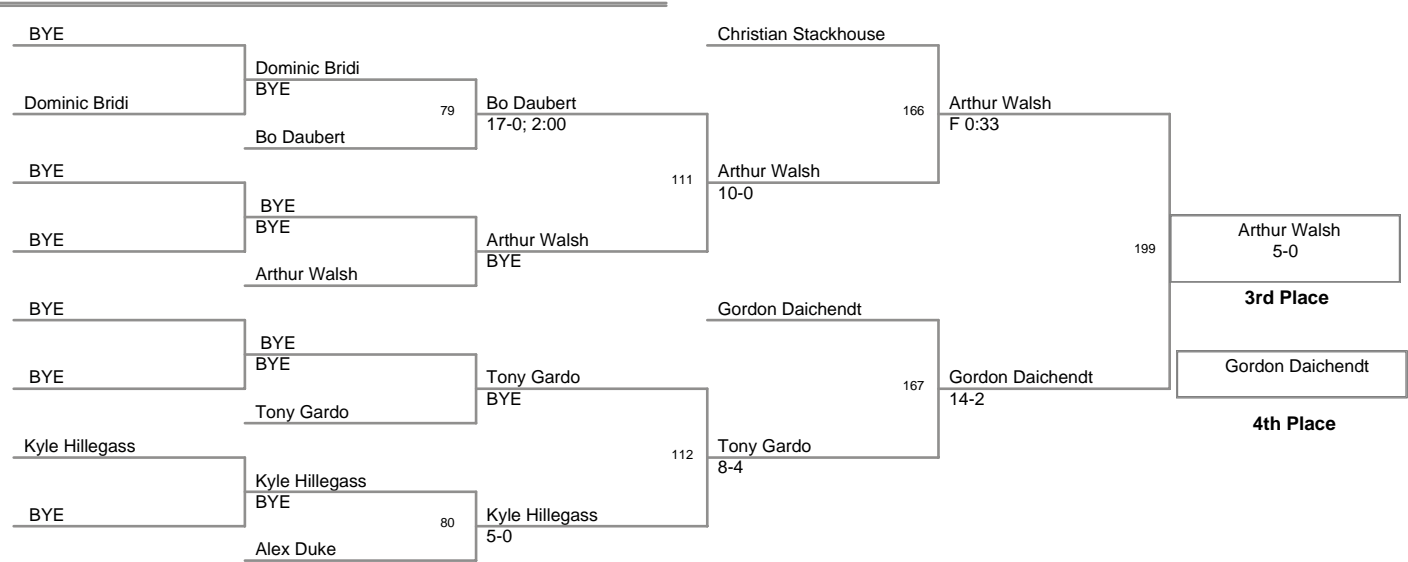 BYE
Christian Stackhouse
Dominic Bridi
BYE
Dominic Bridi
79
Bo Daubert
17-0; 2:00
166
Arthur Walsh
F 0:33
Bo Daubert
BYE
111
Arthur Walsh
10-0
BYE
BYE
BYE
Arthur Walsh
BYE
199
Arthur Walsh
5-0
Arthur Walsh
3rd Place
BYE
Gordon Daichendt
BYE
BYE
BYE
Tony Gardo
BYE
167
Gordon Daichendt
14-2
Gordon Daichendt
4th Place
Tony Gardo
Kyle Hillegass
112
Tony Gardo
8-4
Kyle Hillegass
BYE
BYE
80
Kyle Hillegass
5-0
Alex Duke